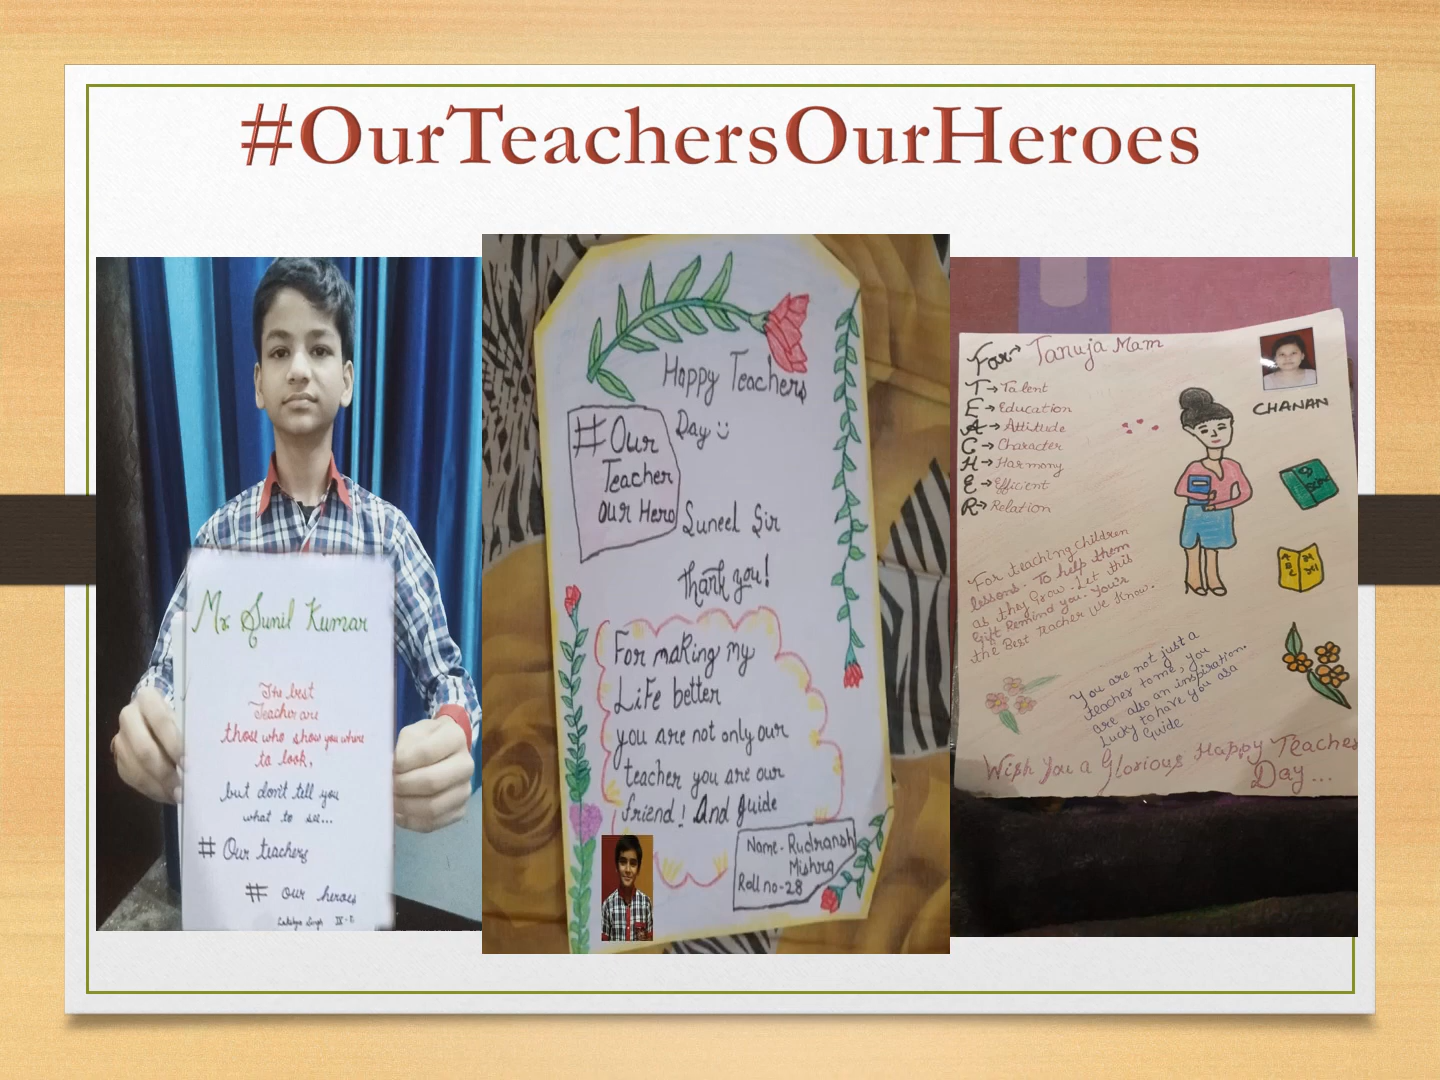 #OurTeachersOurHeroes
Mr Sunil Kumar
The best
Teacher are
those who show you where
to look,
but don't tell you
what to see...
# Our teachers
# our heroes
Lakshya Singh IX-E
Happy Teachers
Day
#Our
Teacher
our Hero
Suneel Sir
thank you!
For making my
LiFe better
you are not only our
teacher you are our
friend! And guide
Name-Rudransh
Mishra
Roll no-28
For Tanuja Mam
T→Talent
E→Education
A→Attitude
C→Character
H→Harmony
E→Efficient
R→Relation
CHANAN
For teaching children
lessons. To help them
as they Grow. Let this
Gift Remind you. You'r
the Best Teacher We Know.
You are not just a
teacher to me, you
are also an inspiration.
Lucky to have you as a
Guide
Wish You a Glorious Happy Teacher
Day...
A
B
C